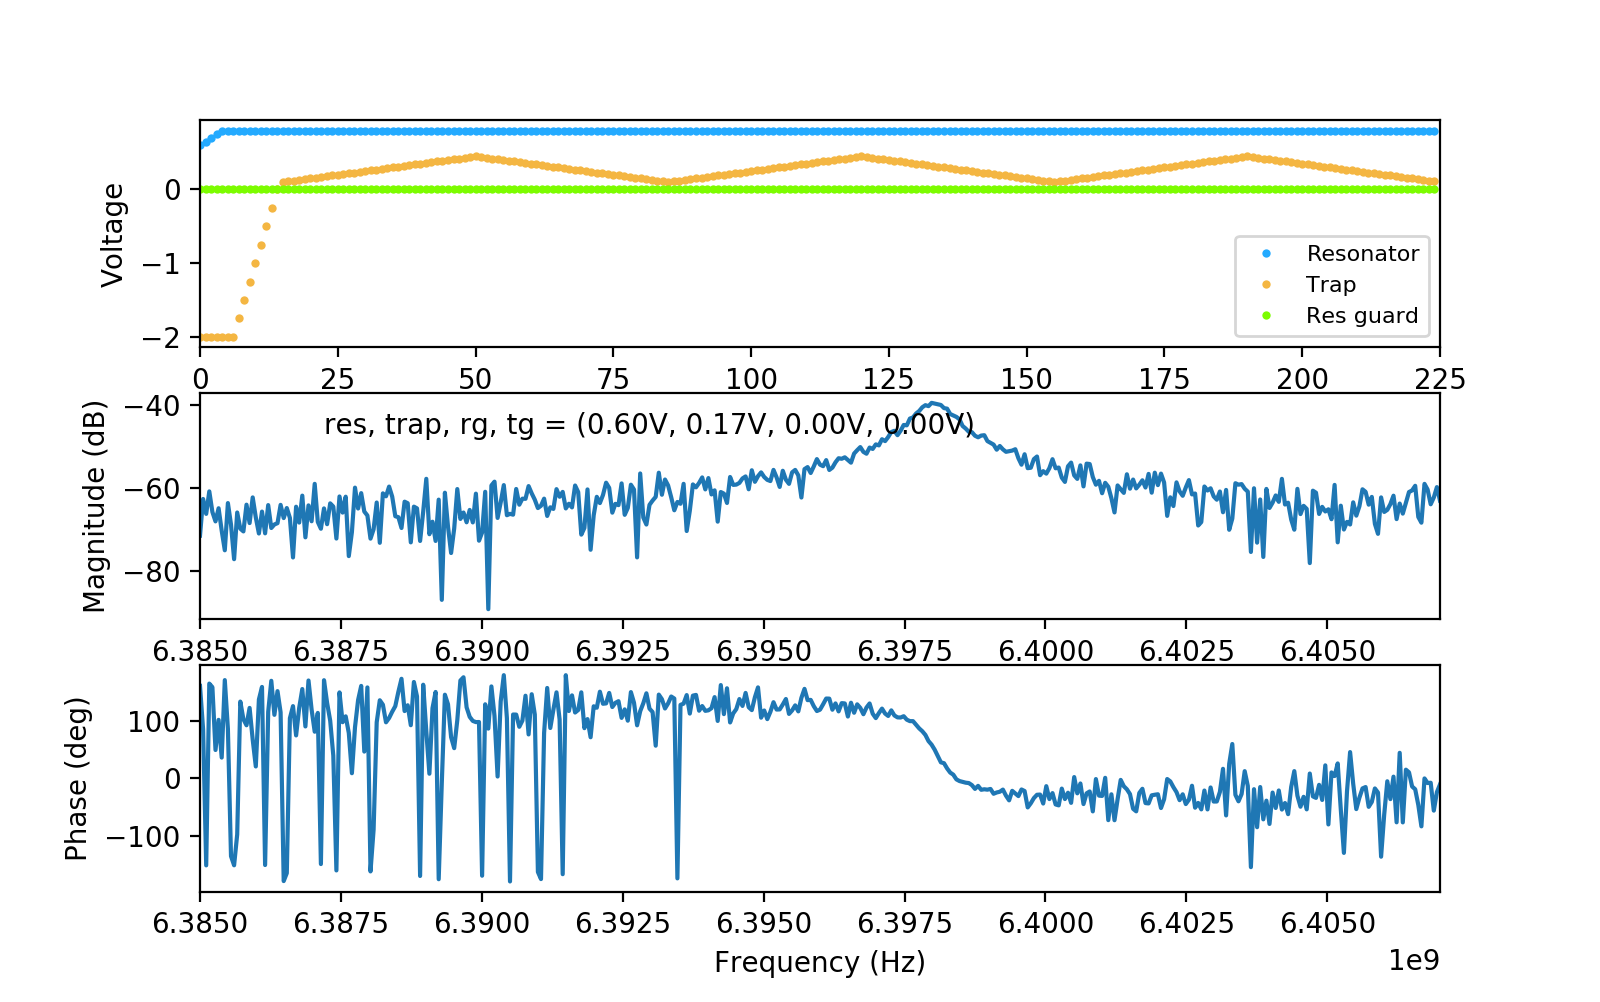 Voltage
0
−1
−2
Resonator
Trap
Res guard
0 25 50 75 100 125 150 175 200 225
Magnitude (dB)
−40
−60
−80
res, trap, rg, tg = (0.60V, 0.17V, 0.00V, 0.00V)
6.3850 6.3875 6.3900 6.3925 6.3950 6.3975 6.4000 6.4025 6.4050
Phase (deg)
100
0
−100
6.3850 6.3875 6.3900 6.3925 6.3950 6.3975 6.4000 6.4025 6.4050
Frequency (Hz)
1e9